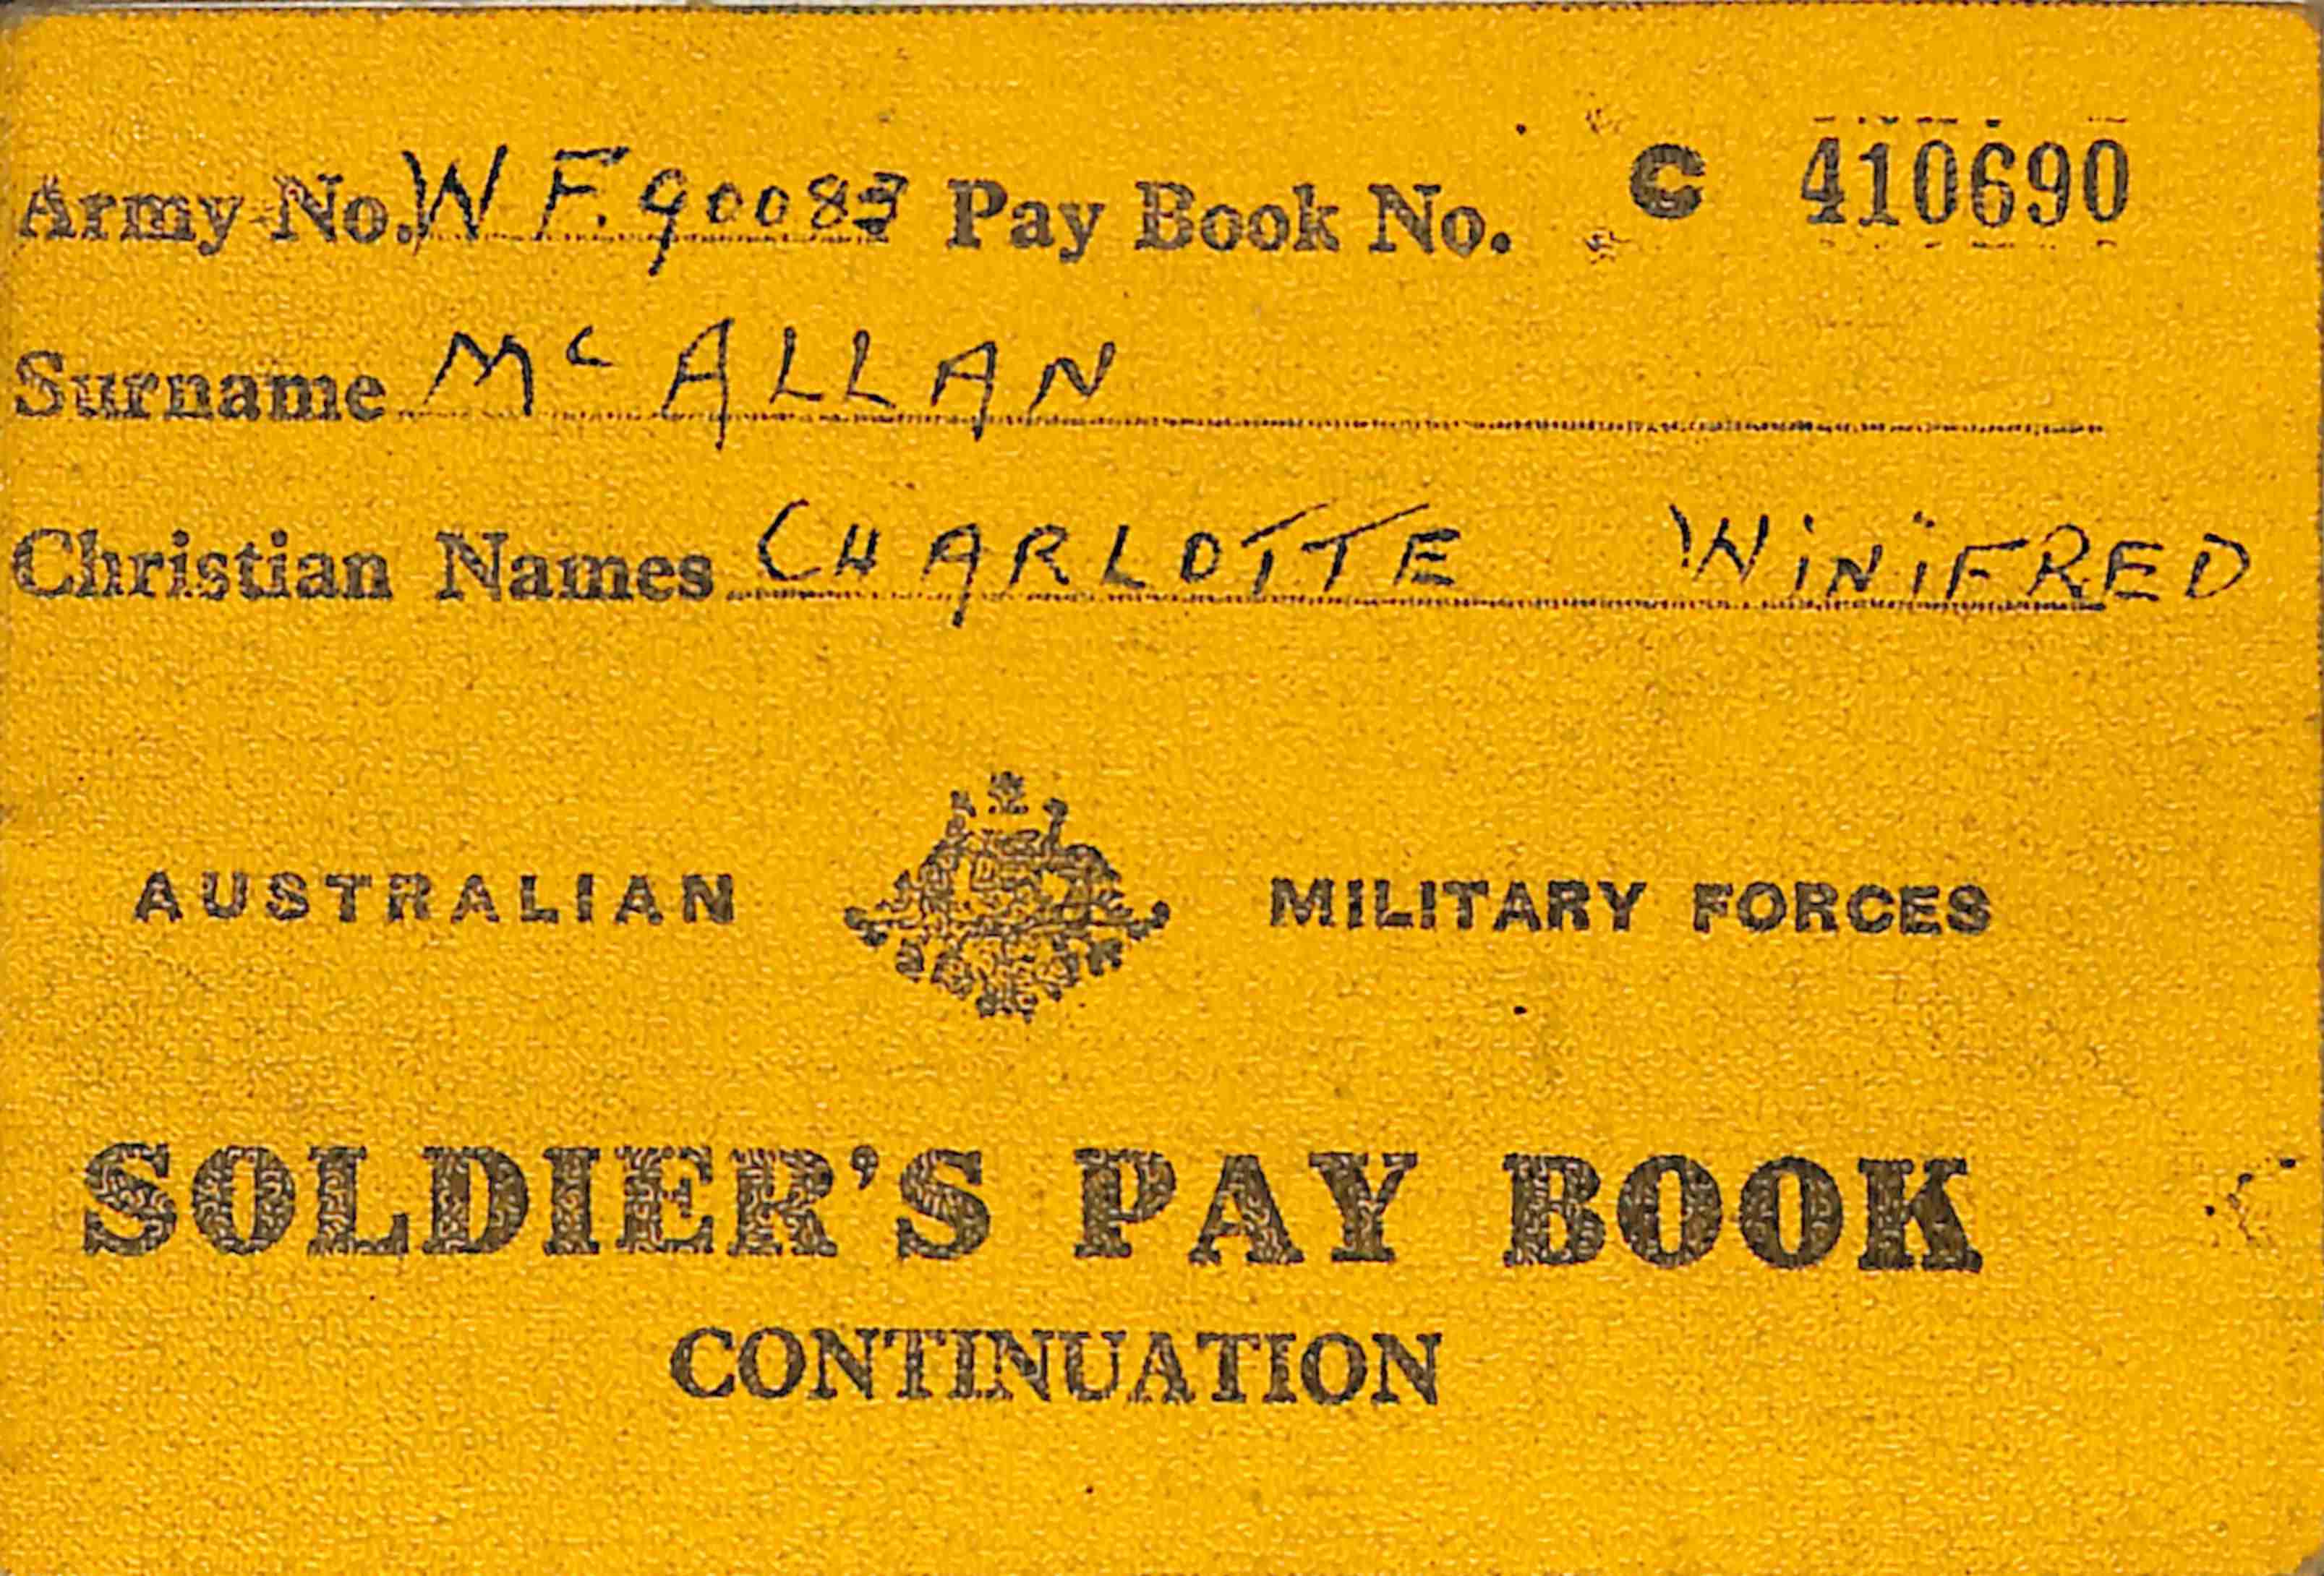 Army No. WF.90083 Pay Book No. C 410690
Surname McALLAN
Christian Names CHARLOTTE WiNiFRED
AUSTRALIAN MILITARY FORCES
SOLDIER'S PAY BOOK
CONTINUATION